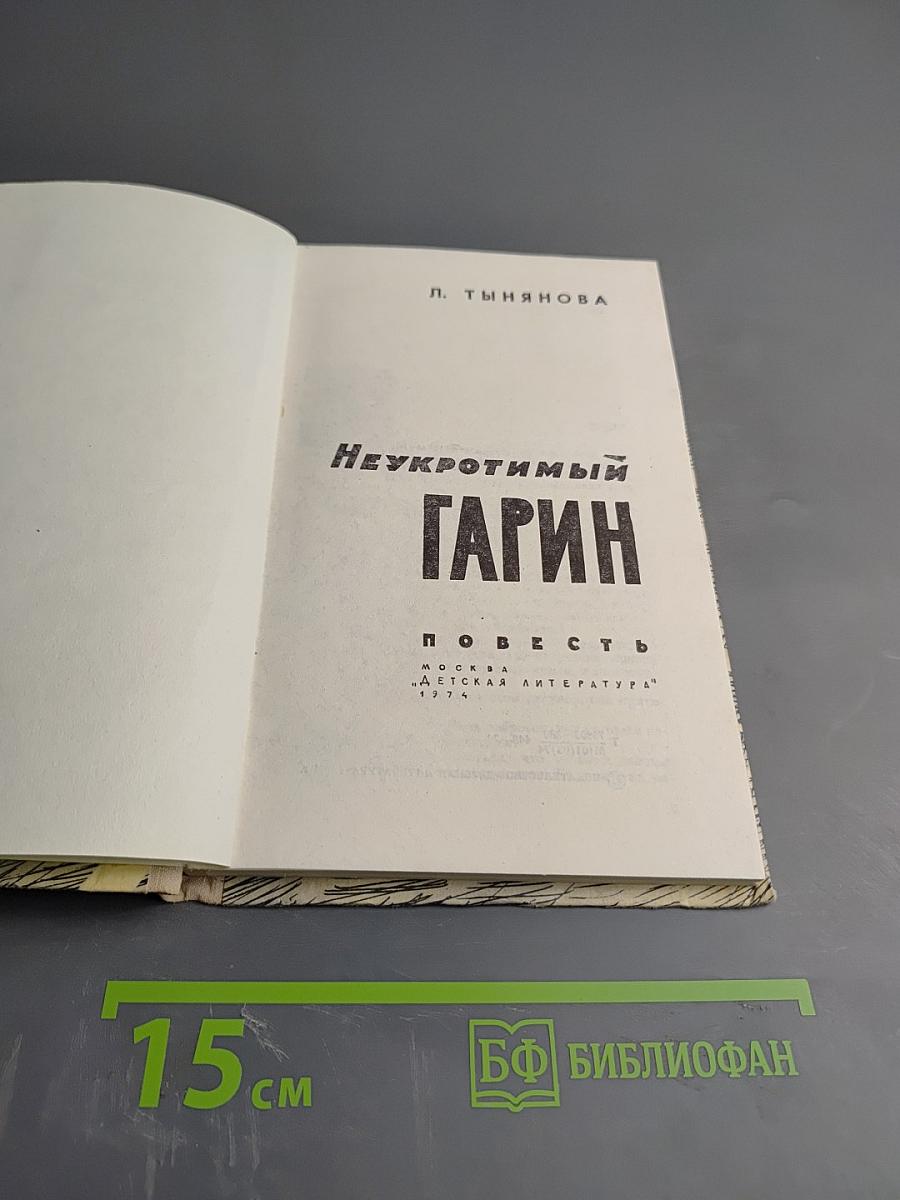 Л. ТЫНЯНОВА
НЕУКРОТИМЫЙ
ГАРИН
ПОВЕСТЬ
МОСКВА
„ДЕТСКАЯ ЛИТЕРАТУРА"
1974
15 см
БФ БИБЛИОФАН